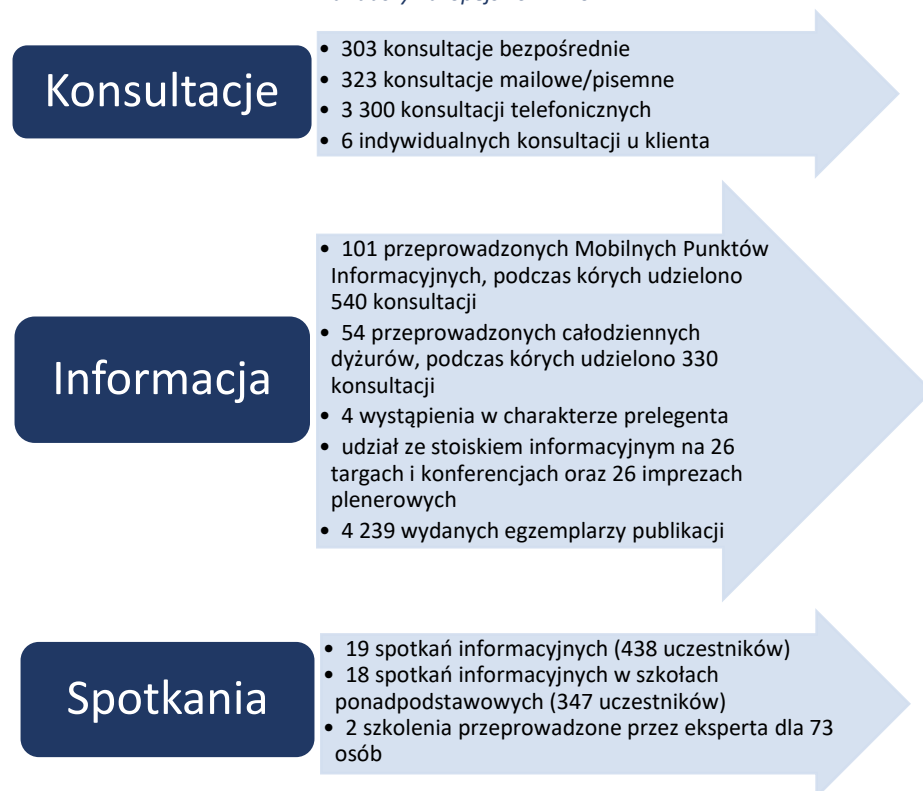 Konsultacje
• 303 konsultacje bezpośrednie
• 323 konsultacje mailowe/pisemne
• 3 300 konsultacji telefonicznych
• 6 indywidualnych konsultacji u klienta
Informacja
• 101 przeprowadzonych Mobilnych Punktów
Informacyjnych, podczas kórych udzielono
540 konsultacji
• 54 przeprowadzonych całodziennych
dyżurów, podczas kórych udzielono 330
konsultacji
• 4 wystąpienia w charakterze prelegenta
• udział ze stoiskiem informacyjnym na 26
targach i konferencjach oraz 26 imprezach
plenerowych
• 4 239 wydanych egzemplarzy publikacji
Spotkania
• 19 spotkań informacyjnych (438 uczestników)
• 18 spotkań informacyjnych w szkołach
ponadpodstawowych (347 uczestników)
• 2 szkolenia przeprowadzone przez eksperta dla 73
osób